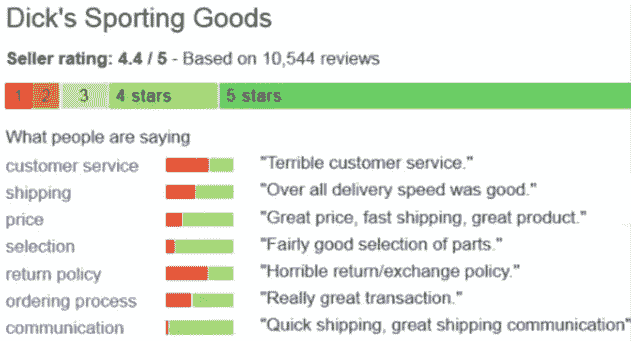 Dick's Sporting Goods
Seller rating: 4.4 / 5 - Based on 10,544 reviews
1 2 3 4 stars 5 stars
What people are saying
customer service "Terrible customer service."
shipping "Over all delivery speed was good."
price "Great price, fast shipping, great product."
selection "Fairly good selection of parts."
return policy "Horrible return/exchange policy."
ordering process "Really great transaction."
communication "Quick shipping, great shipping communication"